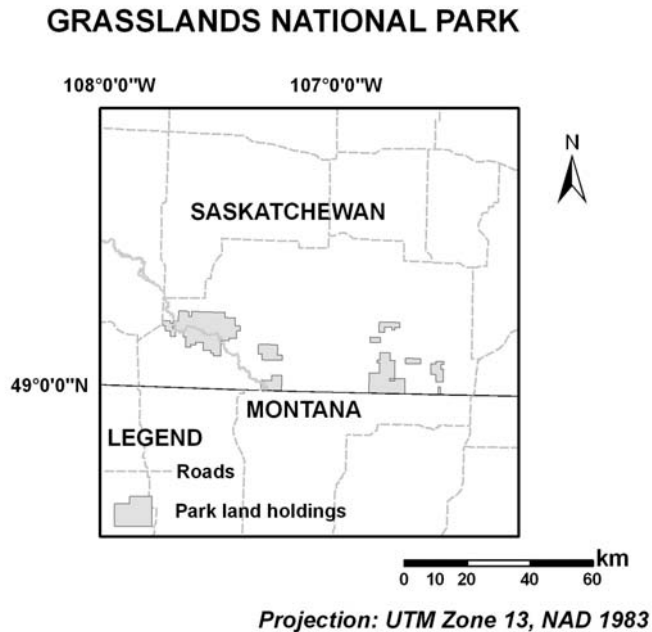 GRASSLANDS NATIONAL PARK
108°0'0"W 107°0'0"W
N
SASKATCHEWAN
49°0'0"N
MONTANA
LEGEND
Roads
Park land holdings
km
0 10 20 40 60
Projection: UTM Zone 13, NAD 1983